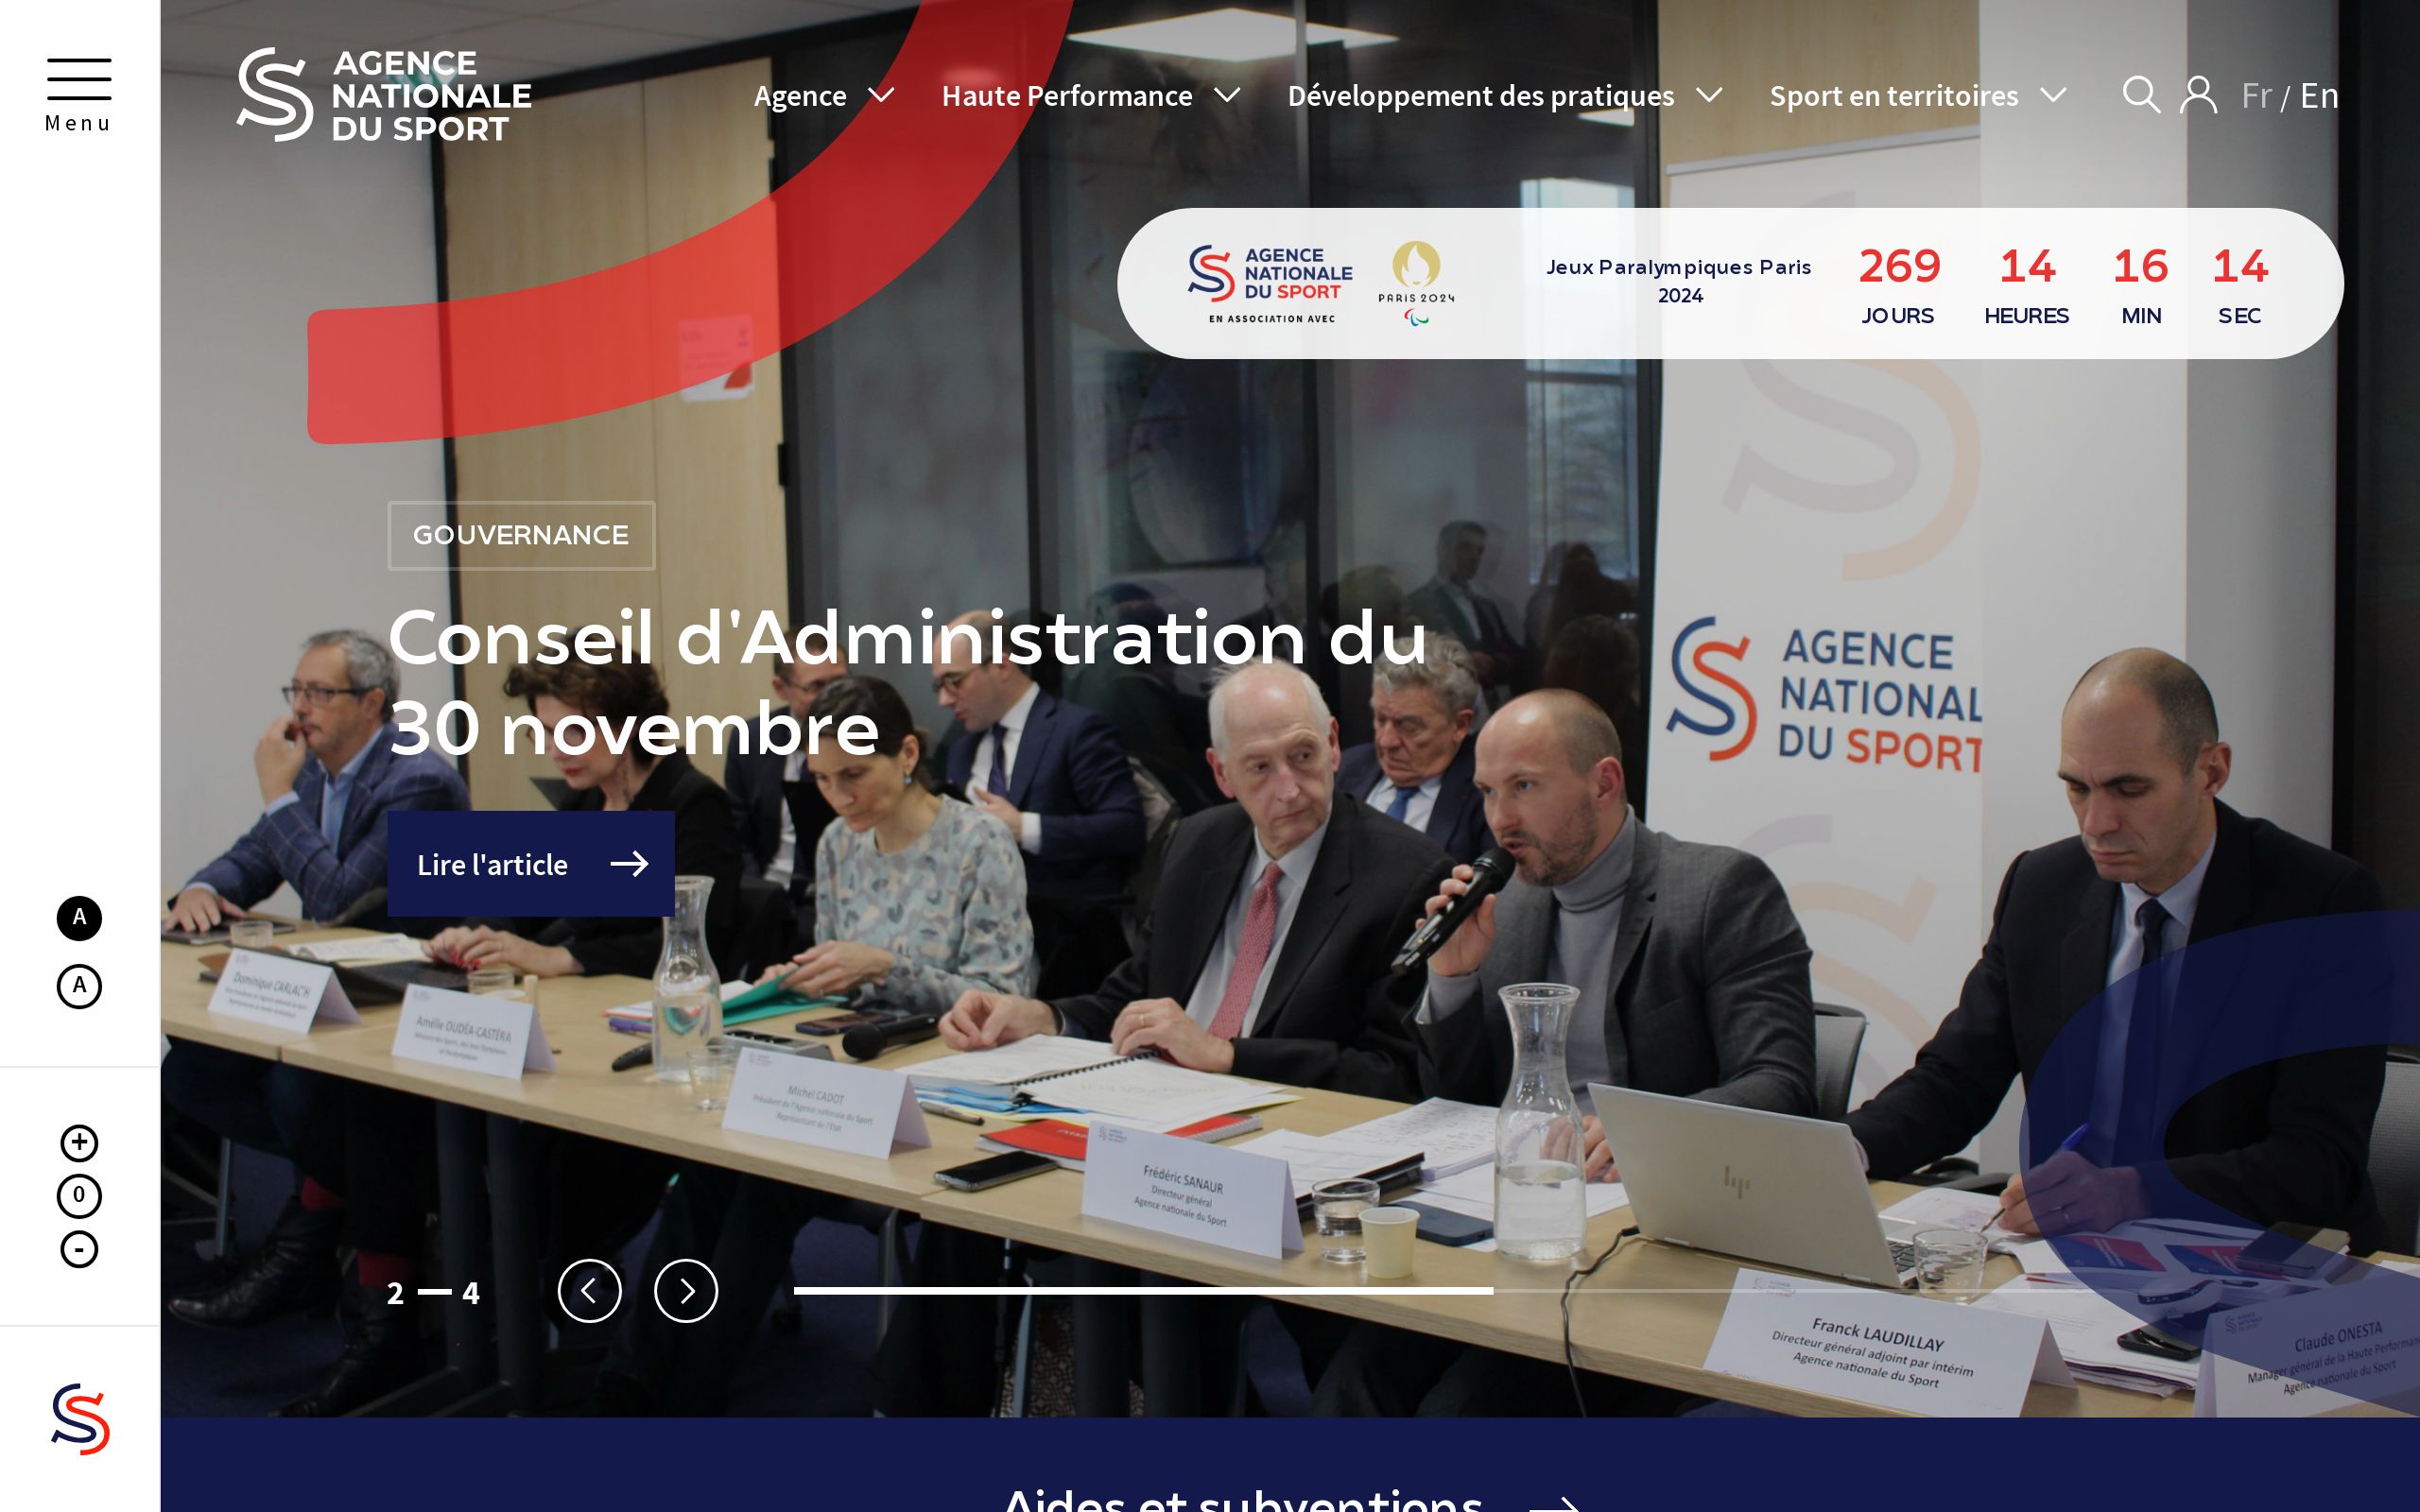 Menu
AGENCE
NATIONALE
DU SPORT
Agence
Haute Performance
Développement des pratiques
Sport en territoires
Fr / En
AGENCE
NATIONALE
DU SPORT
EN ASSOCIATION AVEC
PARIS 2024
Jeux Paralympiques Paris
2024
269
JOURS
14
HEURES
16
MIN
14
SEC
GOUVERNANCE
Conseil d'Administration du
30 novembre
Lire l'article
AGENCE
NATIONAL
DU SPORT
A
A
+
0
-
Dominique CARLAC'H
Amélie OUDÉA-CASTÉRA
Michel CADOT
Président de l'Agence nationale du Sport
Représentant de l'État
Frédéric SANAUR
Directeur général
Agence nationale du Sport
Franck LAUDILLAY
Directeur général adjoint par intérim
Agence nationale du Sport
Claude ONESTA
Manager général de la Haute Performan
Agence nationale du Sport
2 — 4
Aides et subventions